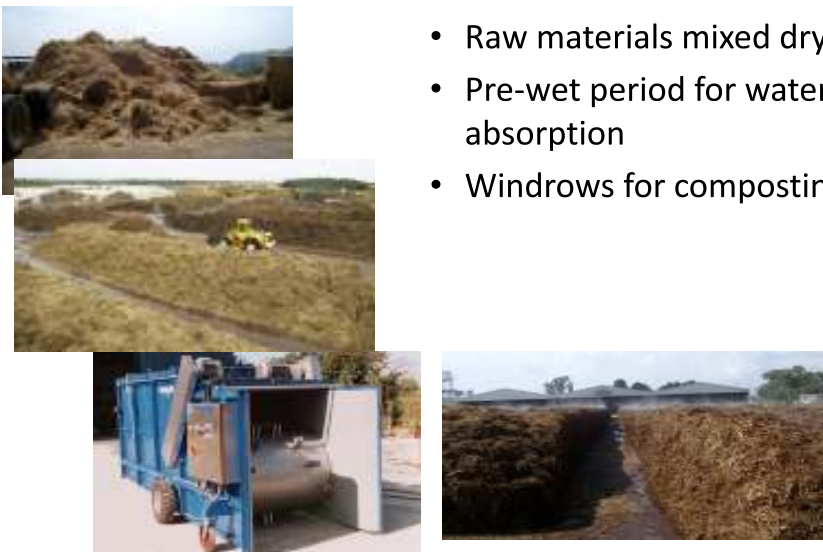 • Raw materials mixed dry
• Pre-wet period for water
absorption
• Windrows for compostin